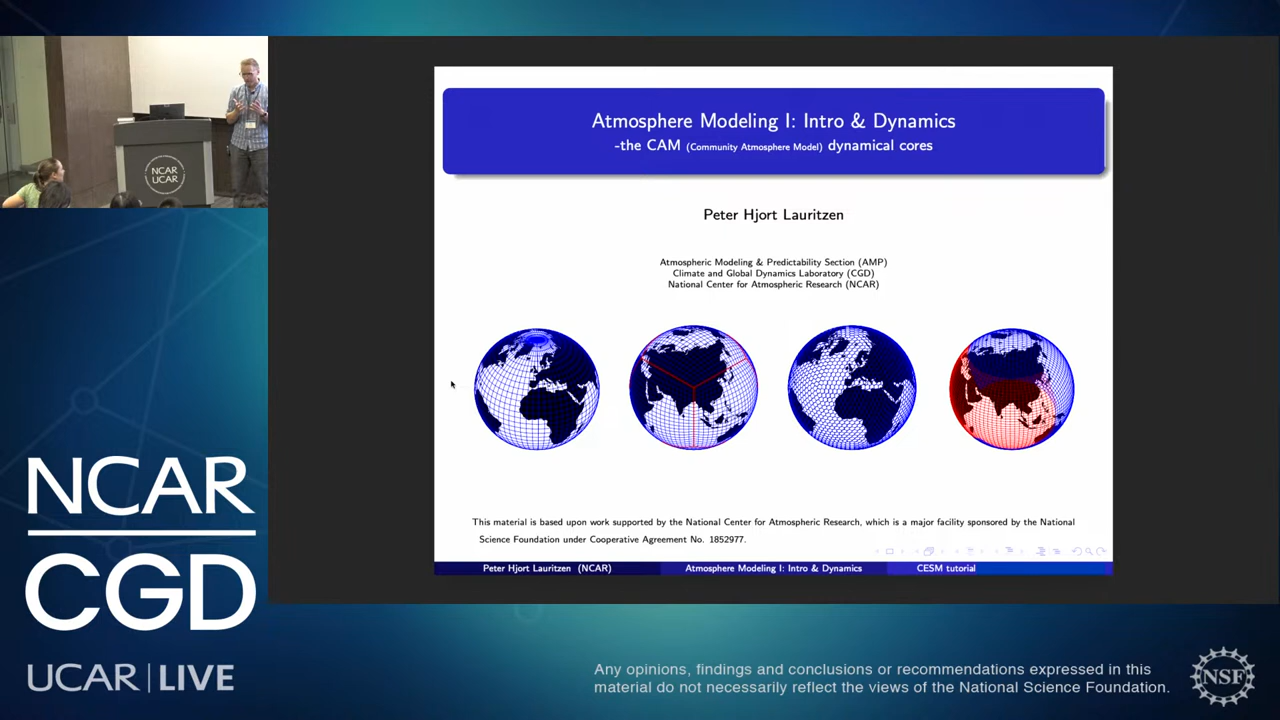 NCAR
UCAR
Atmosphere Modeling I: Intro & Dynamics
-the CAM (Community Atmosphere Model) dynamical cores
Peter Hjort Lauritzen
Atmospheric Modeling & Predictability Section (AMP)
Climate and Global Dynamics Laboratory (CGD)
National Center for Atmospheric Research (NCAR)
This material is based upon work supported by the National Center for Atmospheric Research, which is a major facility sponsored by the National
Science Foundation under Cooperative Agreement No. 1852977.
Peter Hjort Lauritzen (NCAR) Atmosphere Modeling I: Intro & Dynamics CESM tutorial
NCAR
CGD
UCAR | LIVE
Any opinions, findings and conclusions or recommendations expressed in this
material do not necessarily reflect the views of the National Science Foundation.
NSF